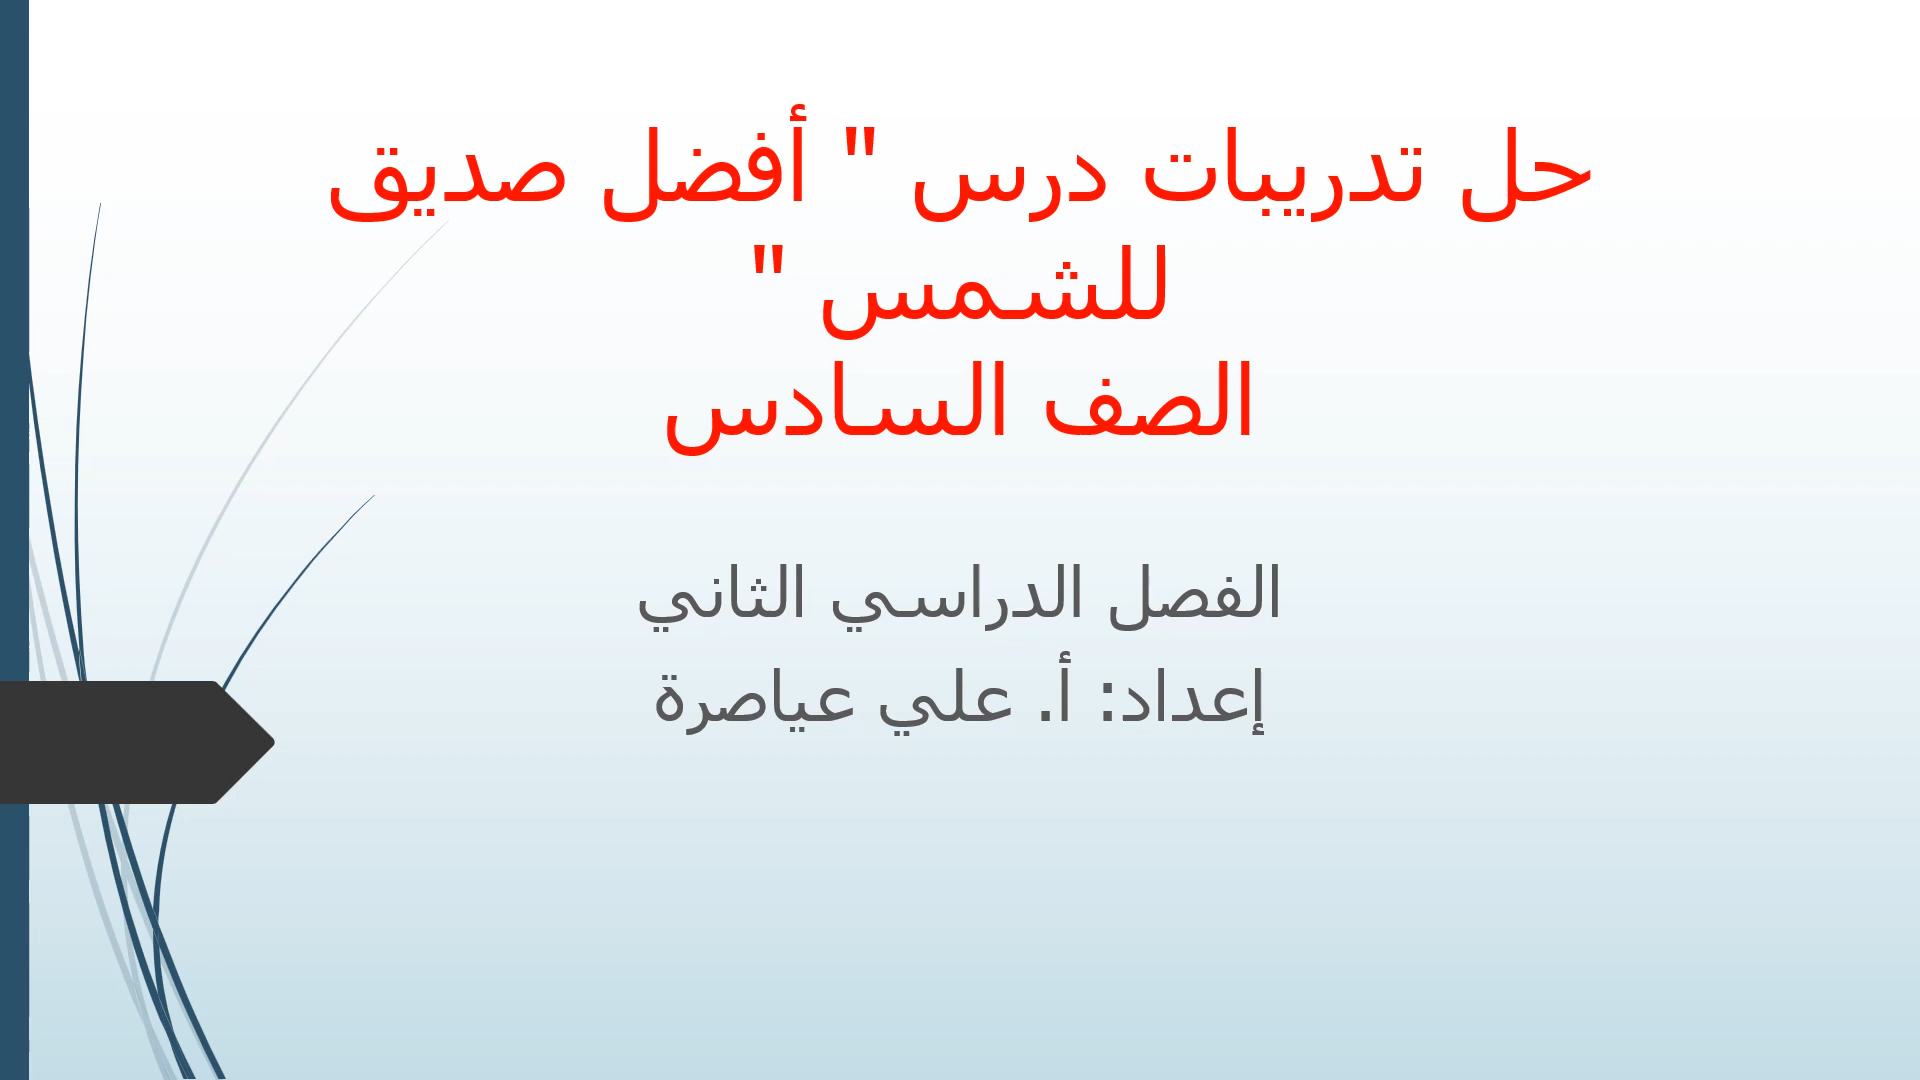 حل تدريبات درس " أفضل صديق
للشمس "
الصف السادس
الفصل الدراسي الثاني
إعداد: أ. علي عياصرة